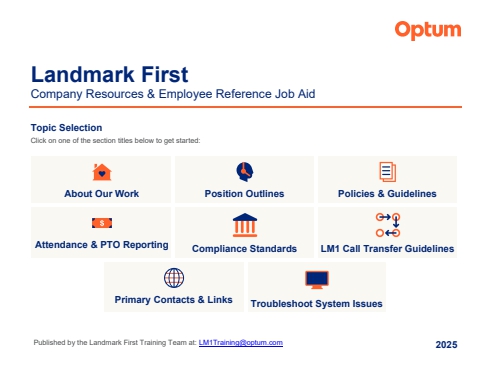 Optum
Landmark First
Company Resources & Employee Reference Job Aid
Topic Selection
Click on one of the section titles below to get started:
About Our Work
Position Outlines
Policies & Guidelines
$
Attendance & PTO Reporting
Compliance Standards
LM1 Call Transfer Guidelines
Primary Contacts & Links
Troubleshoot System Issues
Published by the Landmark First Training Team at: LM1Training@optum.com
2025